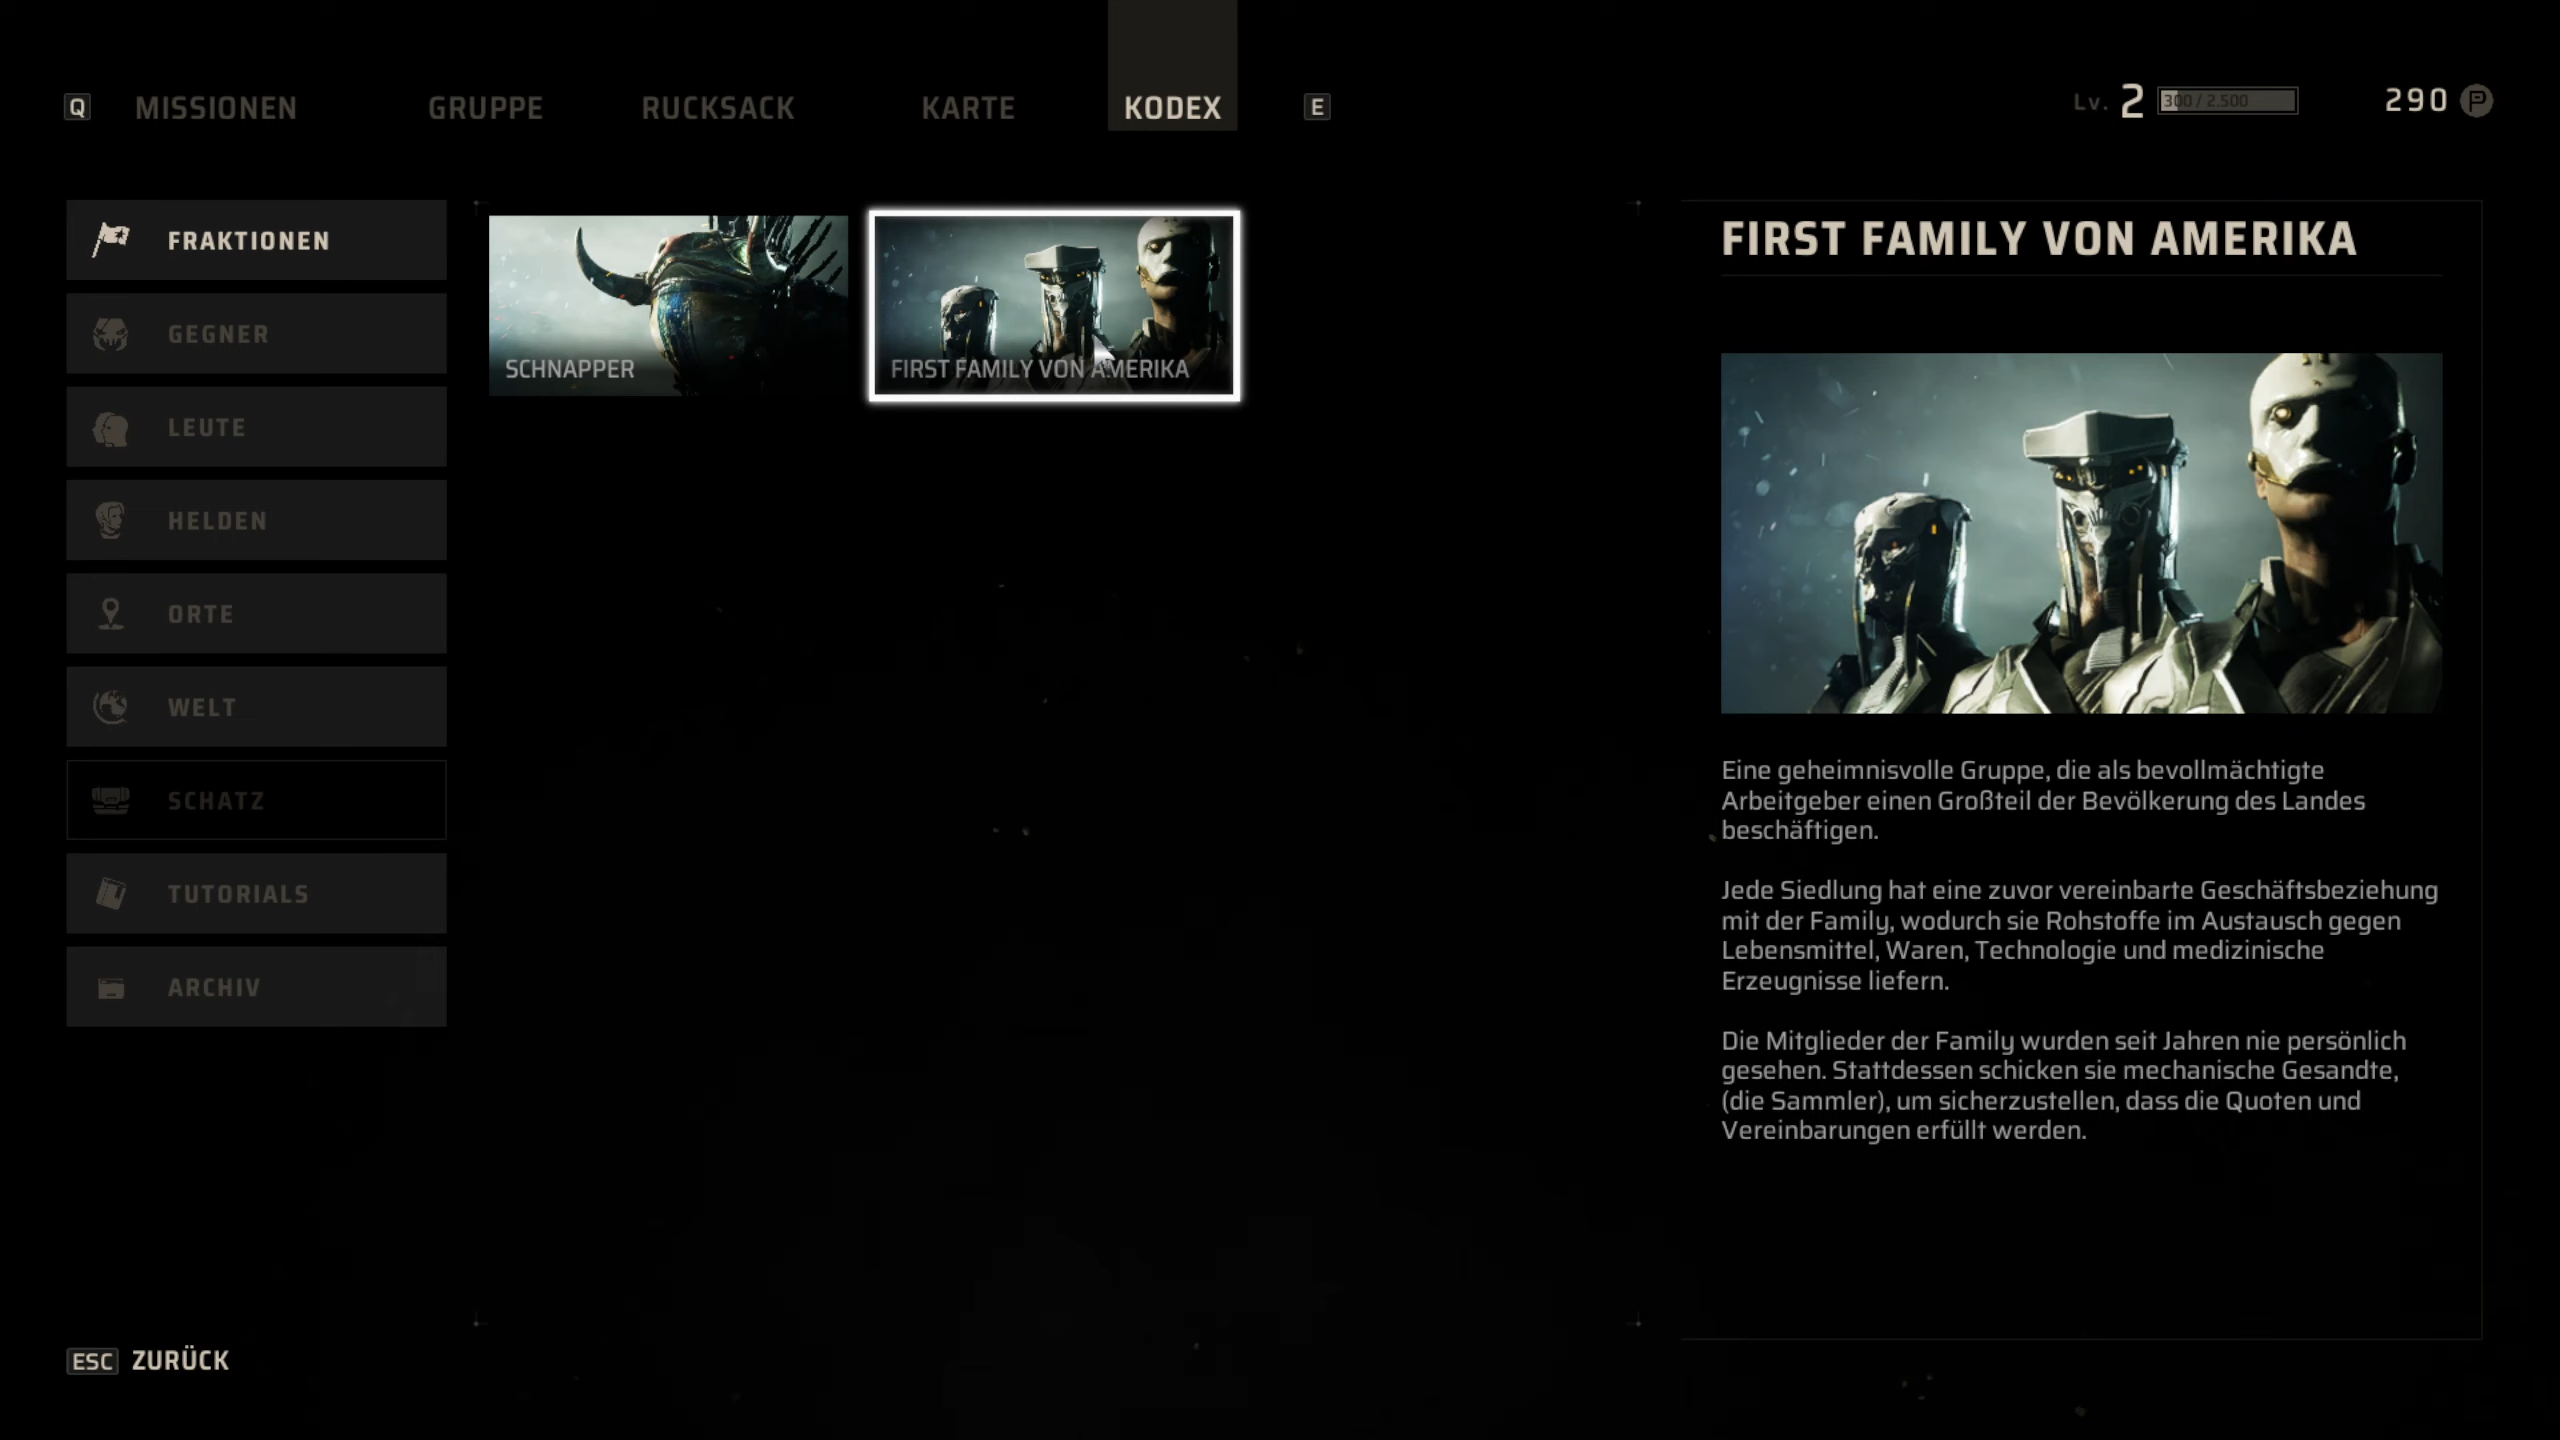 Q MISSIONEN GRUPPE RUCKSACK KARTE KODEX E
Lv. 2 300 / 2.500 290 P
FRAKTIONEN
GEGNER
LEUTE
HELDEN
ORTE
WELT
SCHATZ
TUTORIALS
ARCHIV
SCHNAPPER
FIRST FAMILY VON AMERIKA
FIRST FAMILY VON AMERIKA
Eine geheimnisvolle Gruppe, die als bevollmächtigte
Arbeitgeber einen Großteil der Bevölkerung des Landes
beschäftigen.
Jede Siedlung hat eine zuvor vereinbarte Geschäftsbeziehung
mit der Family, wodurch sie Rohstoffe im Austausch gegen
Lebensmittel, Waren, Technologie und medizinische
Erzeugnisse liefern.
Die Mitglieder der Family wurden seit Jahren nie persönlich
gesehen. Stattdessen schicken sie mechanische Gesandte,
(die Sammler), um sicherzustellen, dass die Quoten und
Vereinbarungen erfüllt werden.
ESC ZURÜCK